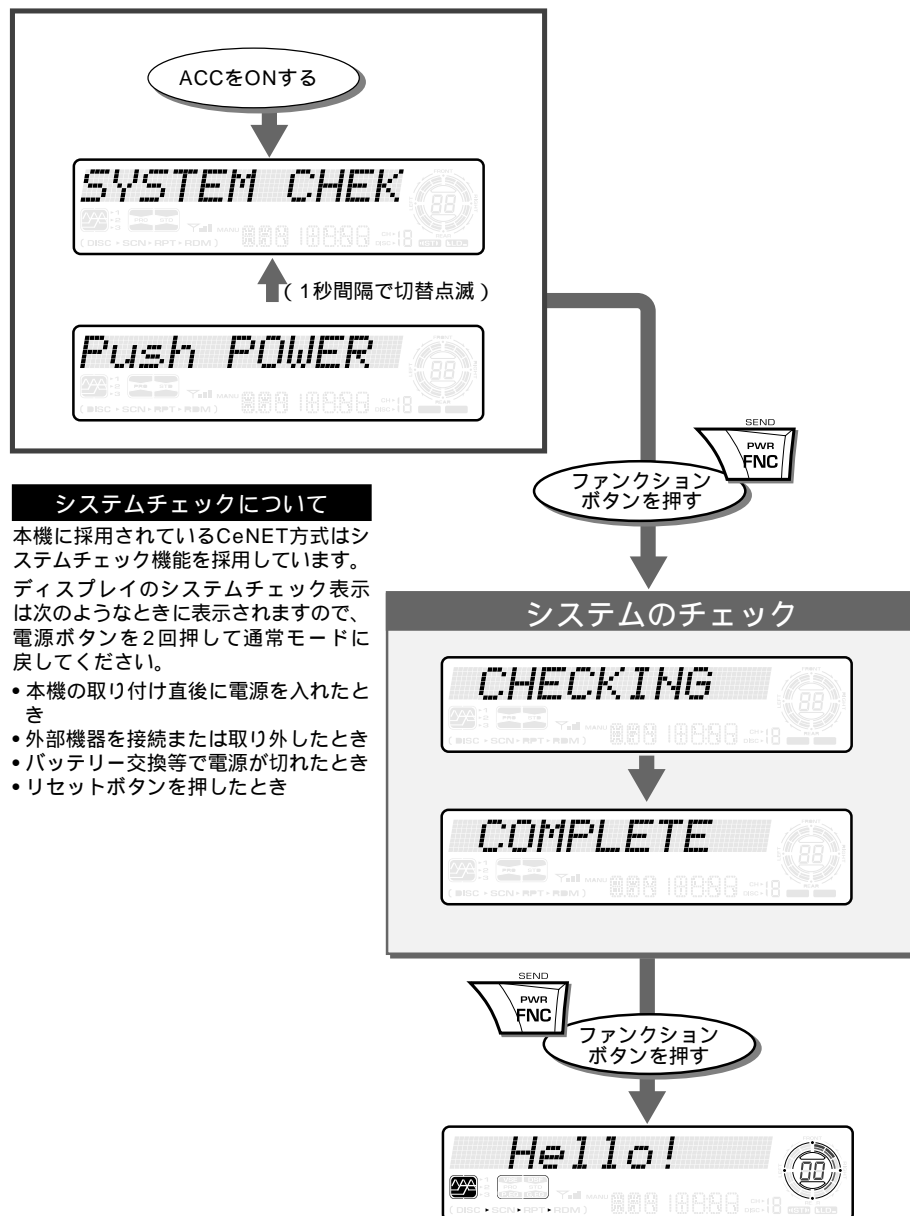 ACCをONする
SYSTEM CHEK
(1秒間隔で切替点滅)
Push POWER
SEND
PWR
FNC
ファンクション
ボタンを押す
システムチェックについて
本機に採用されているCeNET方式はシ
ステムチェック機能を採用しています。
ディスプレイのシステムチェック表示
は次のようなときに表示されますので、
電源ボタンを2回押して通常モードに
戻してください。
•本機の取り付け直後に電源を入れたと
き
•外部機器を接続または取り外したとき
•バッテリー交換等で電源が切れたとき
•リセットボタンを押したとき
システムのチェック
CHECKING
COMPLETE
SEND
PWR
FNC
ファンクション
ボタンを押す
Hello!